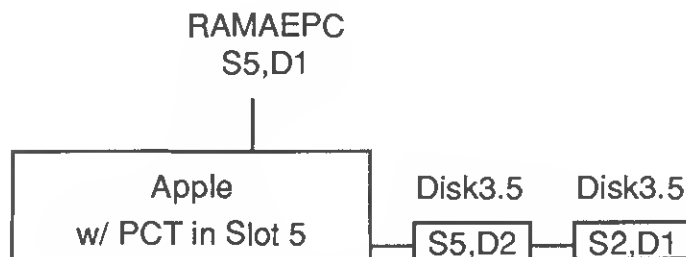 RAMAEPC
S5,D1
Apple
w/ PCT in Slot 5
Disk3.5
S5,D2
Disk3.5
S2,D1